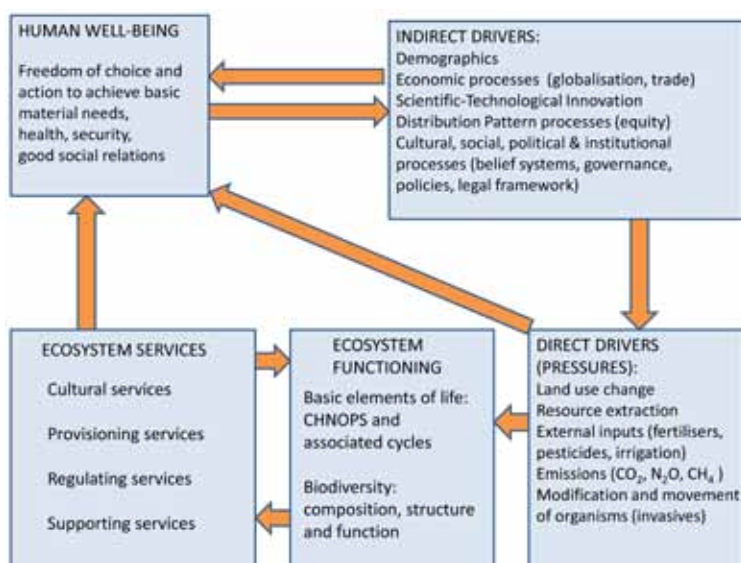 HUMAN WELL-BEING
Freedom of choice and
action to achieve basic
material needs,
health, security,
good social relations
INDIRECT DRIVERS:
Demographics
Economic processes (globalisation, trade)
Scientific-Technological Innovation
Distribution Pattern processes (equity)
Cultural, social, political & institutional
processes (belief systems, governance,
policies, legal framework)
ECOSYSTEM SERVICES
Cultural services
Provisioning services
Regulating services
Supporting services
ECOSYSTEM
FUNCTIONING
Basic elements of life:
CHNOPS and
associated cycles
Biodiversity:
composition, structure
and function
DIRECT DRIVERS
(PRESSURES):
Land use change
Resource extraction
External inputs (fertilisers,
pesticides, irrigation)
Emissions (CO₂, N₂O, CH₄ )
Modification and movement
of organisms (invasives)